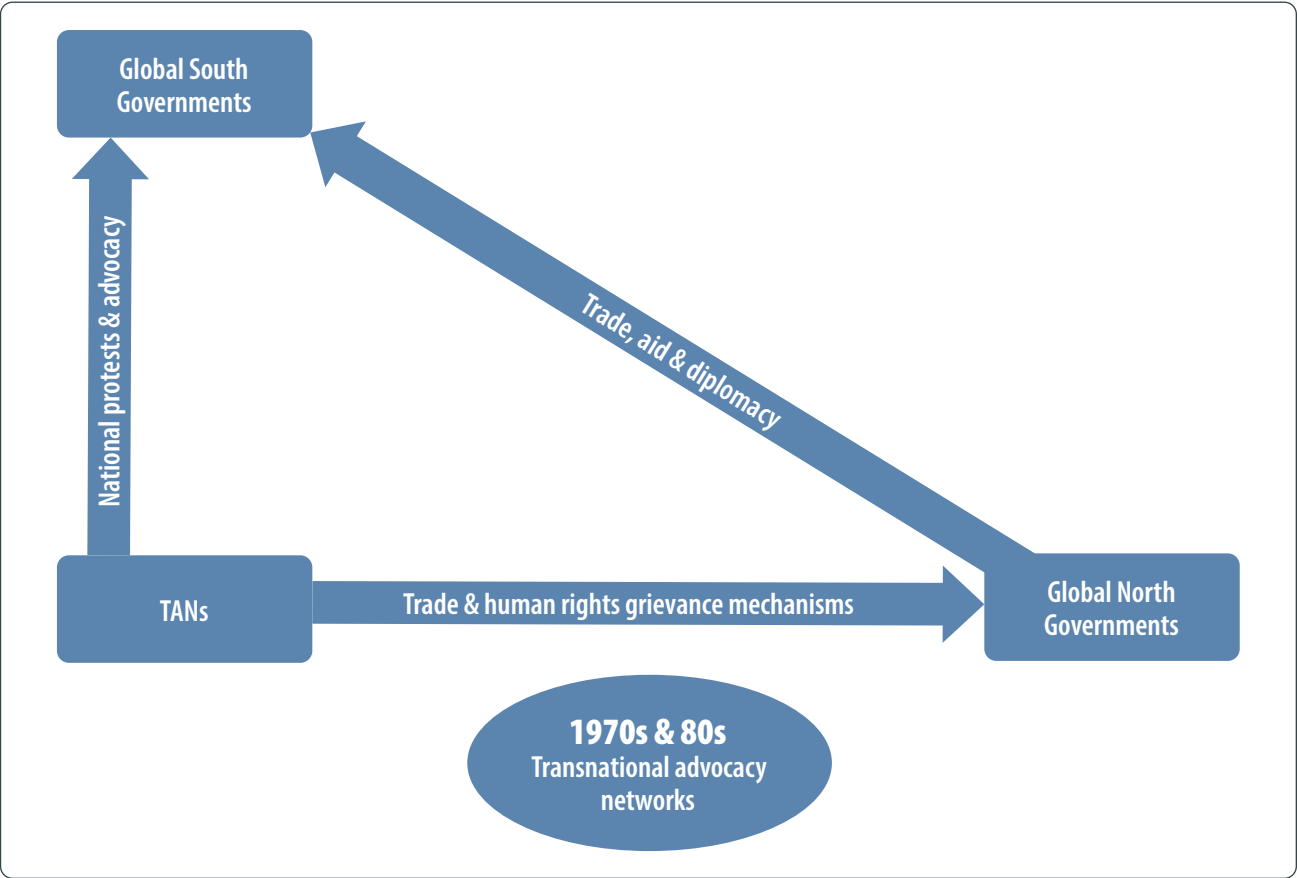 Global South
Governments
National protests & advocacy
Trade, aid & diplomacy
TANs
Trade & human rights grievance mechanisms
Global North
Governments
1970s & 80s
Transnational advocacy
networks